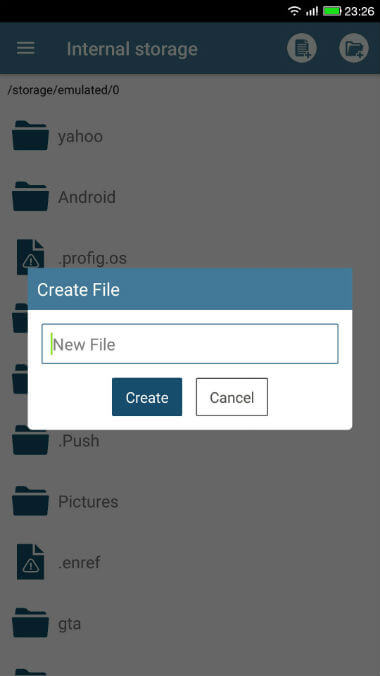 23:26
Internal storage
/storage/emulated/0
yahoo
Android
.profig.os
Create File
New File
Create Cancel
.Push
Pictures
.enref
gta